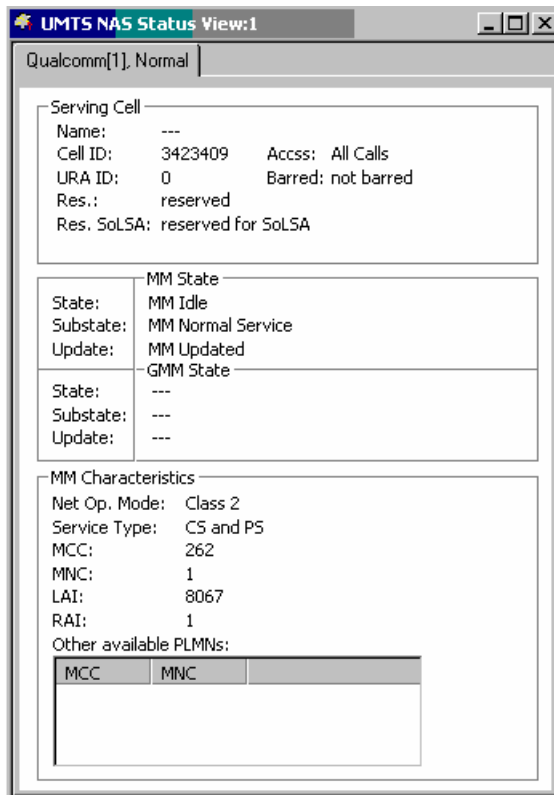 UMTS NAS Status View:1
Qualcomm[1], Normal
Serving Cell
Name: ---
Cell ID: 3423409 Accss: All Calls
URA ID: 0 Barred: not barred
Res.: reserved
Res. SoLSA: reserved for SoLSA
MM State
State: MM Idle
Substate: MM Normal Service
Update: MM Updated
GMM State
State: ---
Substate: ---
Update: ---
MM Characteristics
Net Op. Mode: Class 2
Service Type: CS and PS
MCC: 262
MNC: 1
LAI: 8067
RAI: 1
Other available PLMNs:
MCC MNC